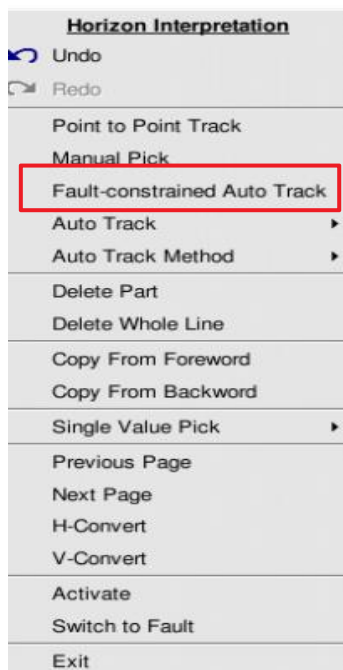 Horizon Interpretation
Undo
Redo
Point to Point Track
Manual Pick
Fault-constrained Auto Track
Auto Track
Auto Track Method
Delete Part
Delete Whole Line
Copy From Foreword
Copy From Backword
Single Value Pick
Previous Page
Next Page
H-Convert
V-Convert
Activate
Switch to Fault
Exit